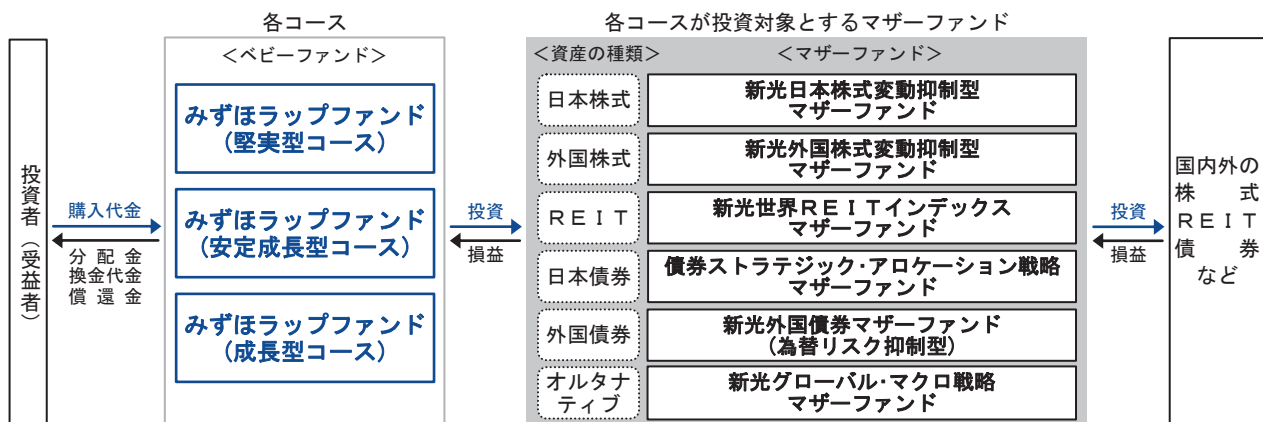 各コース
各コースが投資対象とするマザーファンド
投資者（受益者）
購入代金
分配金
換金代金
償還金
＜ベビーファンド＞
みずほラップファンド
（堅実型コース）
みずほラップファンド
（安定成長型コース）
みずほラップファンド
（成長型コース）
投資
損益
＜資産の種類＞
＜マザーファンド＞
日本株式
新光日本株式変動抑制型
マザーファンド
外国株式
新光外国株式変動抑制型
マザーファンド
ＲＥＩＴ
新光世界ＲＥＩＴインデックス
マザーファンド
日本債券
債券ストラテジック・アロケーション戦略
マザーファンド
外国債券
新光外国債券マザーファンド
（為替リスク抑制型）
オルタナ
ティブ
新光グローバル・マクロ戦略
マザーファンド
投資
損益
国内外の
株式
ＲＥＩＴ
債券
など